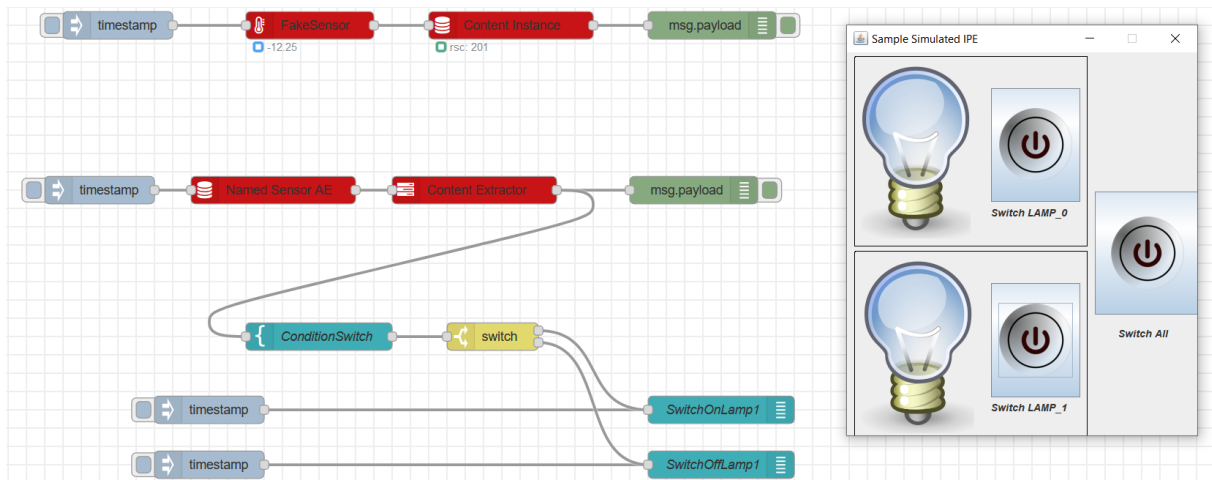 timestamp
FakeSensor
Content Instance
msg.payload
-12.25
rsc: 201
timestamp
Named Sensor AE
Content Extractor
msg.payload
ConditionSwitch
switch
timestamp
SwitchOnLamp1
timestamp
SwitchOffLamp1
Sample Simulated IPE
Switch LAMP_0
Switch LAMP_1
Switch All